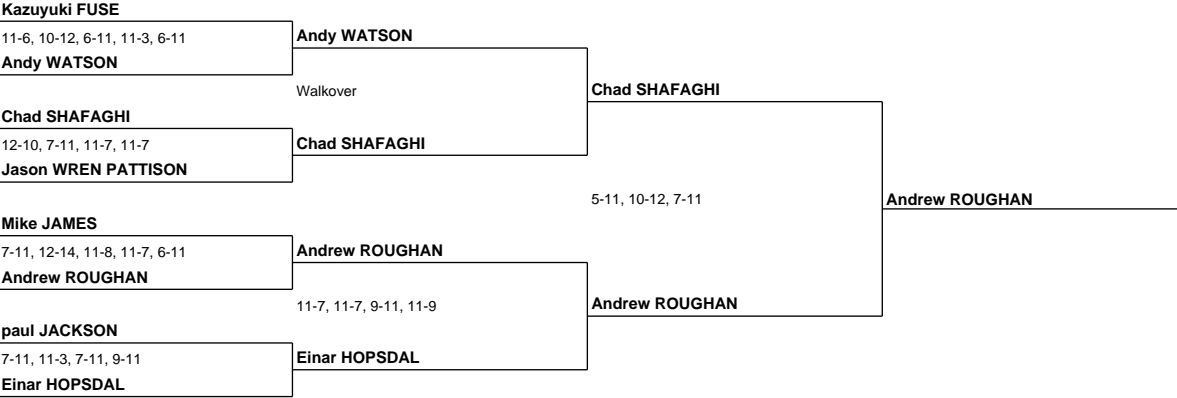 Kazuyuki FUSE
11-6, 10-12, 6-11, 11-3, 6-11
Andy WATSON
Andy WATSON
Walkover
Chad SHAFAGHI
Chad SHAFAGHI
12-10, 7-11, 11-7, 11-7
Chad SHAFAGHI
Jason WREN PATTISON
5-11, 10-12, 7-11
Andrew ROUGHAN
Mike JAMES
7-11, 12-14, 11-8, 11-7, 6-11
Andrew ROUGHAN
Andrew ROUGHAN
11-7, 11-7, 9-11, 11-9
Andrew ROUGHAN
paul JACKSON
7-11, 11-3, 7-11, 9-11
Einar HOPSDAL
Einar HOPSDAL